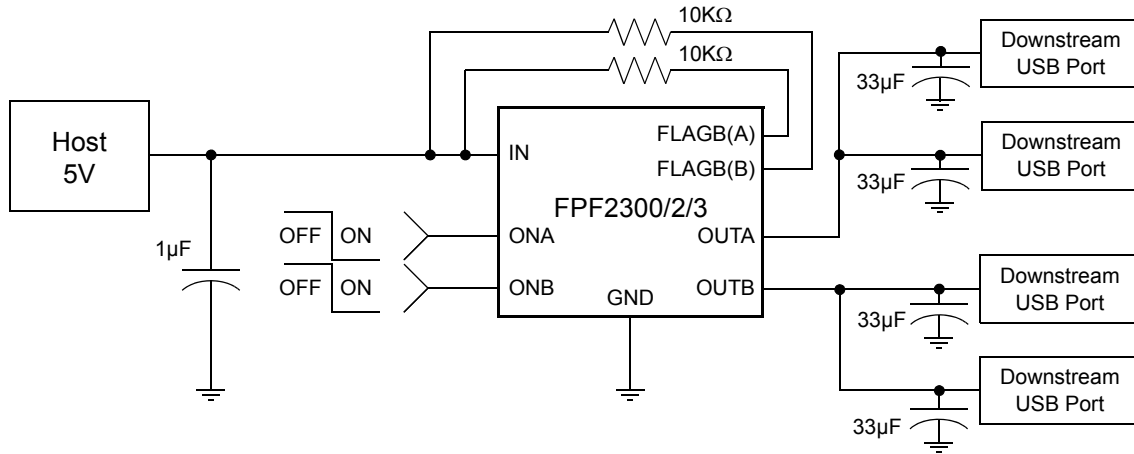 10KΩ
10KΩ
Downstream
USB Port
33µF
Host
5V
IN
FLAGB(A)
FLAGB(B)
Downstream
USB Port
33µF
FPF2300/2/3
1µF
OFF ON
ONA
OUTA
OFF ON
ONB
GND
OUTB
Downstream
USB Port
33µF
Downstream
USB Port
33µF